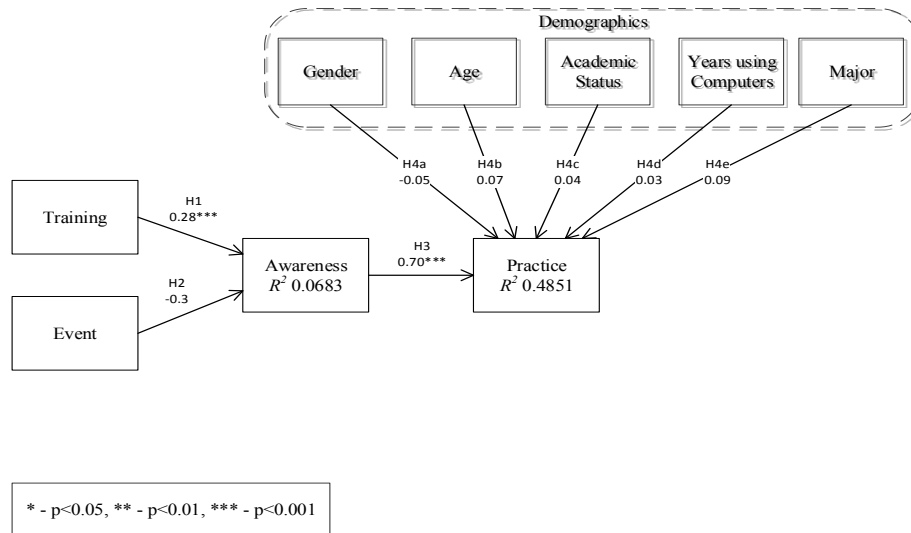 Demographics
Gender
Age
Academic
Status
Years using
Computers
Major
H4a
-0.05
H4b
0.07
H4c
0.04
H4d
0.03
H4e
0.09
Training
H1
0.28***
Awareness
R² 0.0683
H3
0.70***
Practice
R² 0.4851
H2
-0.3
Event
* - p<0.05, ** - p<0.01, *** - p<0.001